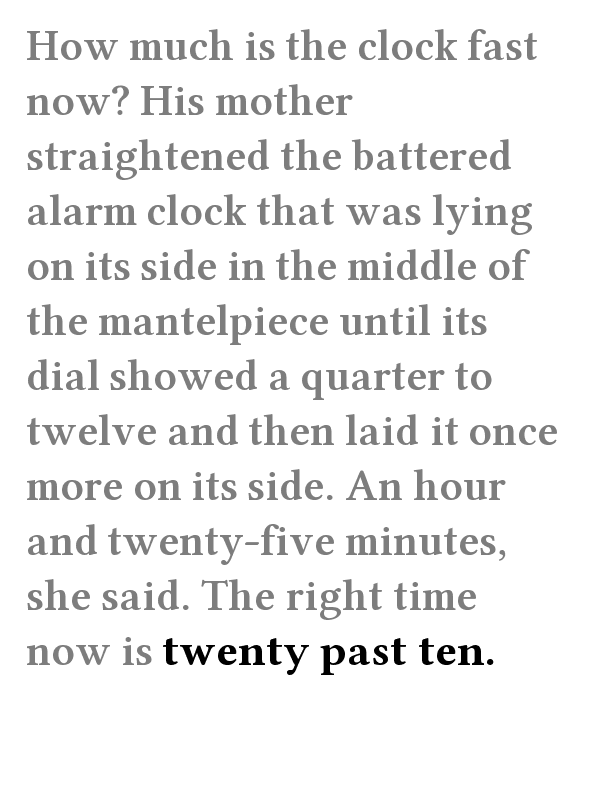 How much is the clock fast
now? His mother
straightened the battered
alarm clock that was lying
on its side in the middle of
the mantelpiece until its
dial showed a quarter to
twelve and then laid it once
more on its side. An hour
and twenty-five minutes,
she said. The right time
now is twenty past ten.